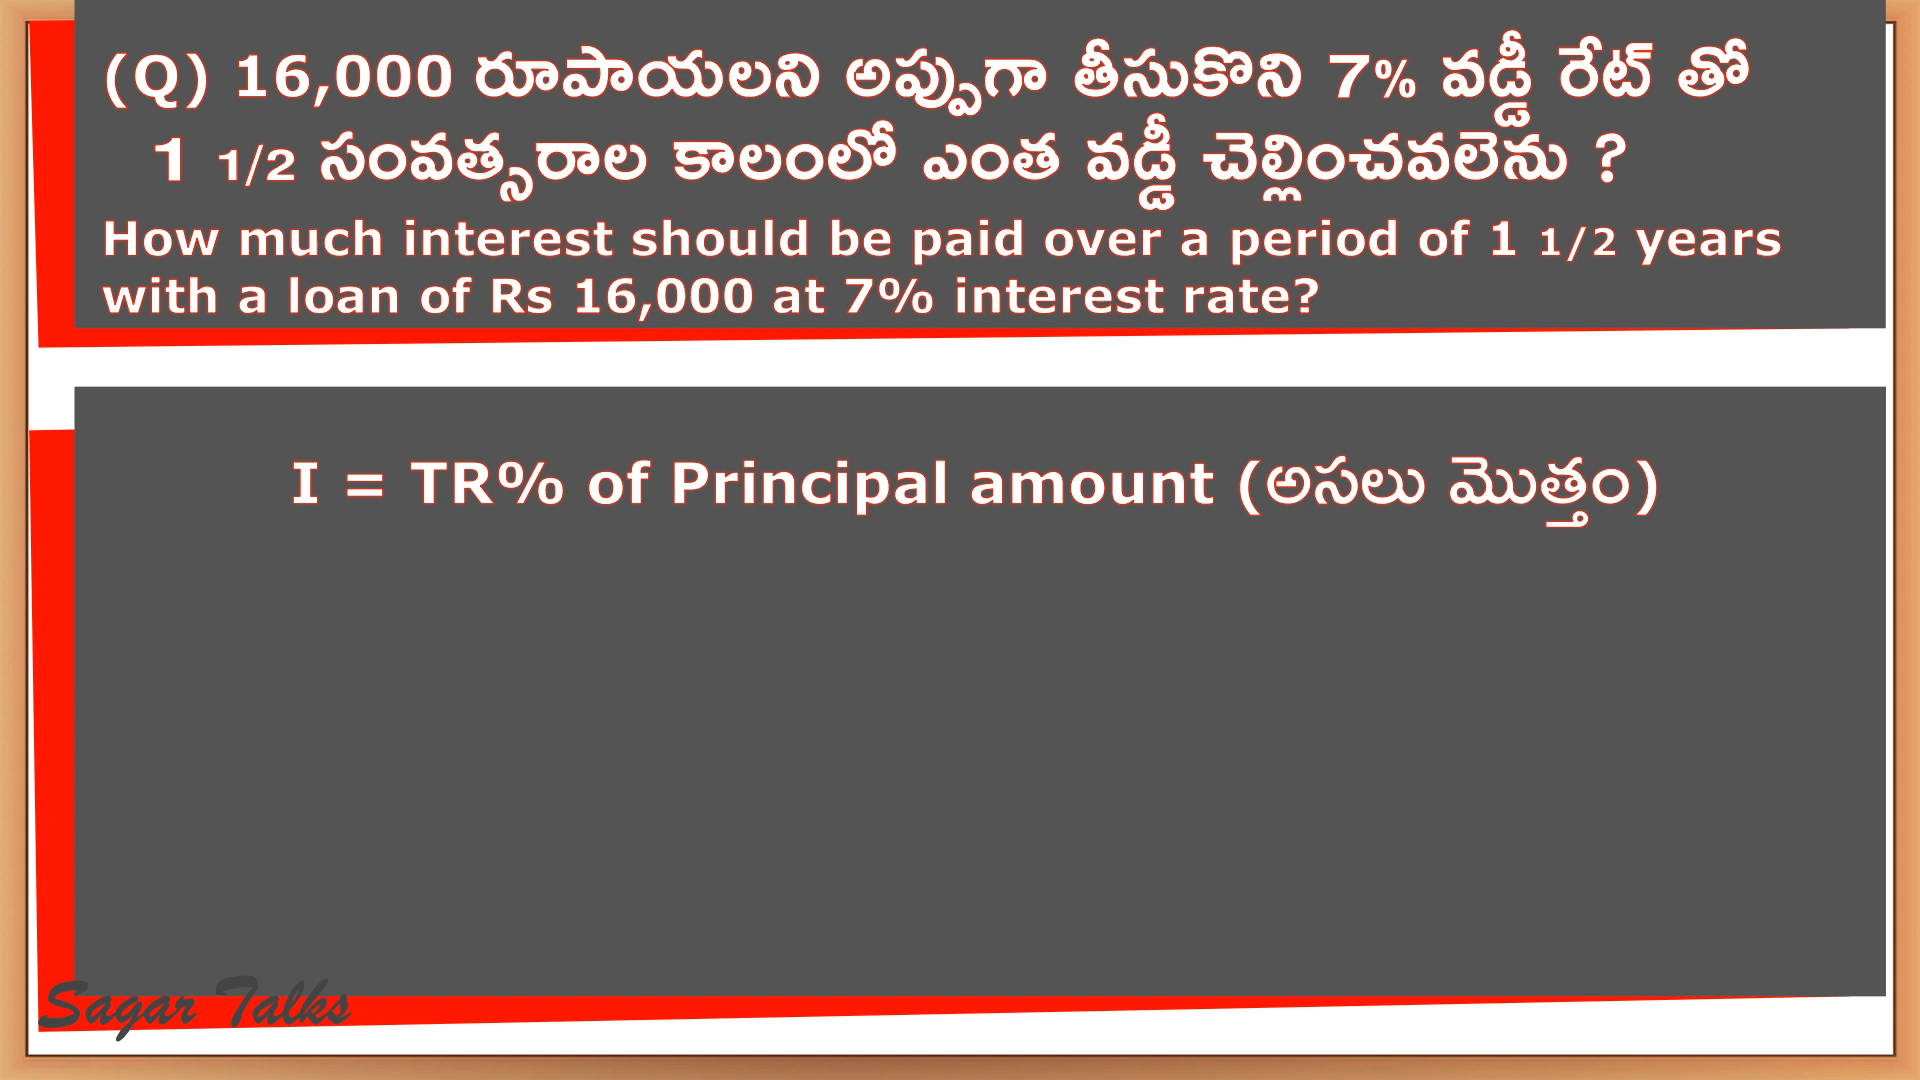 (Q) 16,000 రూపాయలని అప్పుగా తీసుకొని 7% వడ్డీ రేట్ తో
1 1/2 సంవత్సరాల కాలంలో ఎంత వడ్డీ చెల్లించవలెను ?
How much interest should be paid over a period of 1 1/2 years
with a loan of Rs 16,000 at 7% interest rate?
I = TR% of Principal amount (అసలు మొత్తం)
Sagar Talks